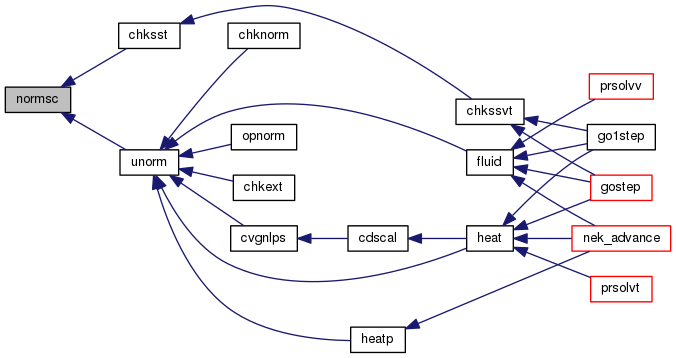 normsc
chksst
unorm
chknorm
opnorm
chkext
cvgnlps
heatp
cdscal
chkssvt
fluid
heat
prsolvv
go1step
gostep
nek_advance
prsolvt